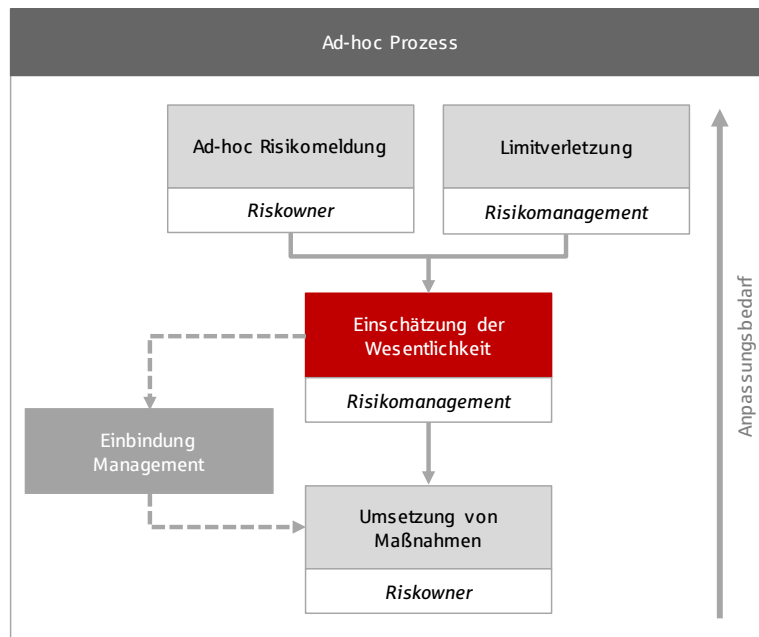 Ad-hoc Prozess
Ad-hoc Risikomeldung
Riskowner
Limitverletzung
Risikomanagement
Einschätzung der
Wesentlichkeit
Risikomanagement
Einbindung
Management
Umsetzung von
Maßnahmen
Riskowner
Anpassungsbedarf